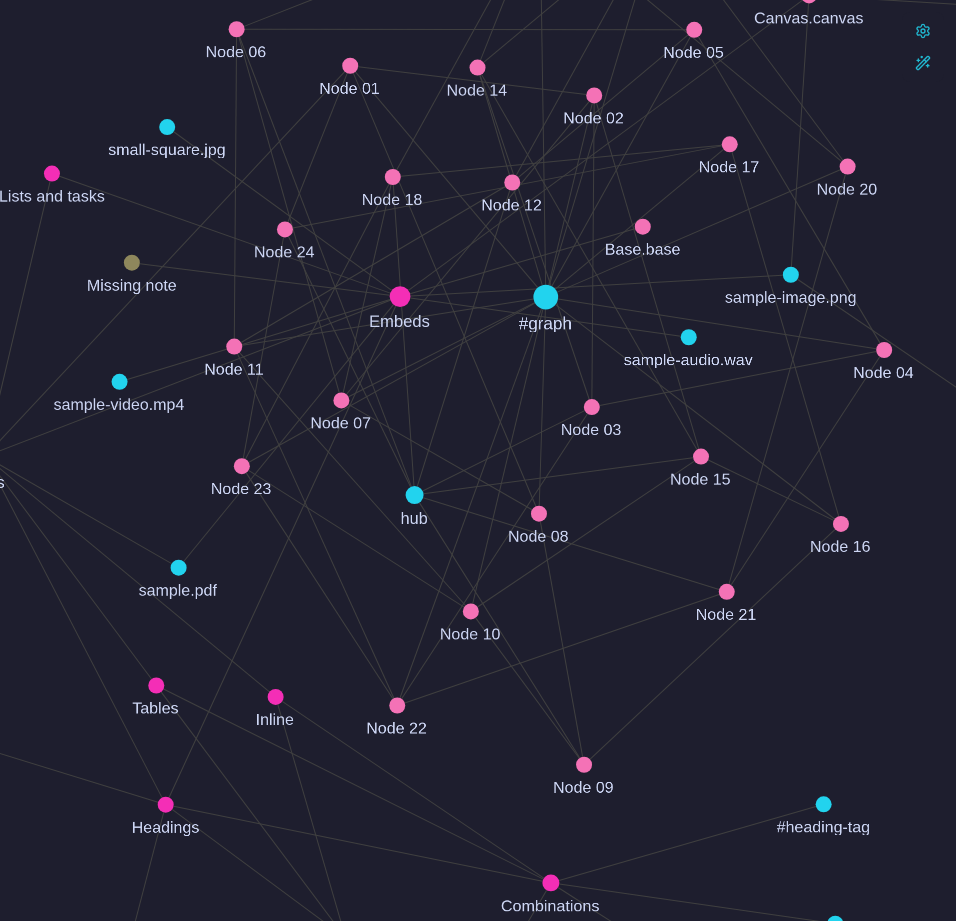 Canvas.canvas
Node 06
Node 05
Node 01
Node 14
Node 02
small-square.jpg
Node 17
Lists and tasks
Node 18
Node 12
Node 20
Node 24
Base.base
Missing note
sample-image.png
Embeds
#graph
sample-audio.wav
Node 11
Node 04
sample-video.mp4
Node 07
Node 03
Node 15
s
Node 23
hub
Node 08
Node 16
sample.pdf
Node 21
Node 10
Tables
Inline
Node 22
Node 09
Headings
#heading-tag
Combinations